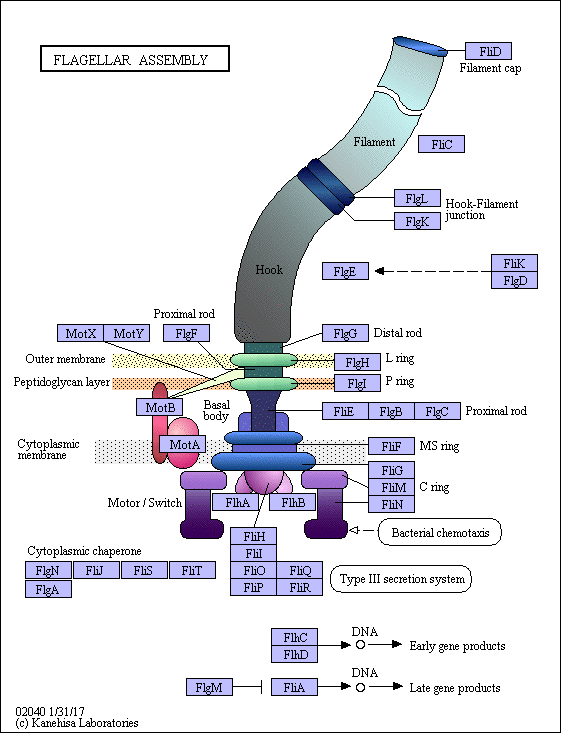 FLAGELLAR ASSEMBLY
FliD
Filament cap
Filament
FliC
FlgL
FlgK
Hook-Filament
junction
Hook
FlgE
FliK
FlgD
Proximal rod
MotX MotY FlgF
FlgG Distal rod
Outer membrane
FlgH L ring
Peptidoglycan layer
FlgI P ring
MotB
Basal
body
FliE FlgB FlgC Proximal rod
MotA
Cytoplasmic
membrane
FliF MS ring
FliG
FliM C ring
FliN
Motor / Switch
FlhA FlhB
Bacterial chemotaxis
FliH
FliI
FliO FliQ
FliP FliR
Type III secretion system
Cytoplasmic chaperone
FlgN FliJ FliS FliT
FlgA
FlhC
FlhD
DNA
Early gene products
FlgM FliA
DNA
Late gene products
02040 1/31/17
(c) Kanehisa Laboratories